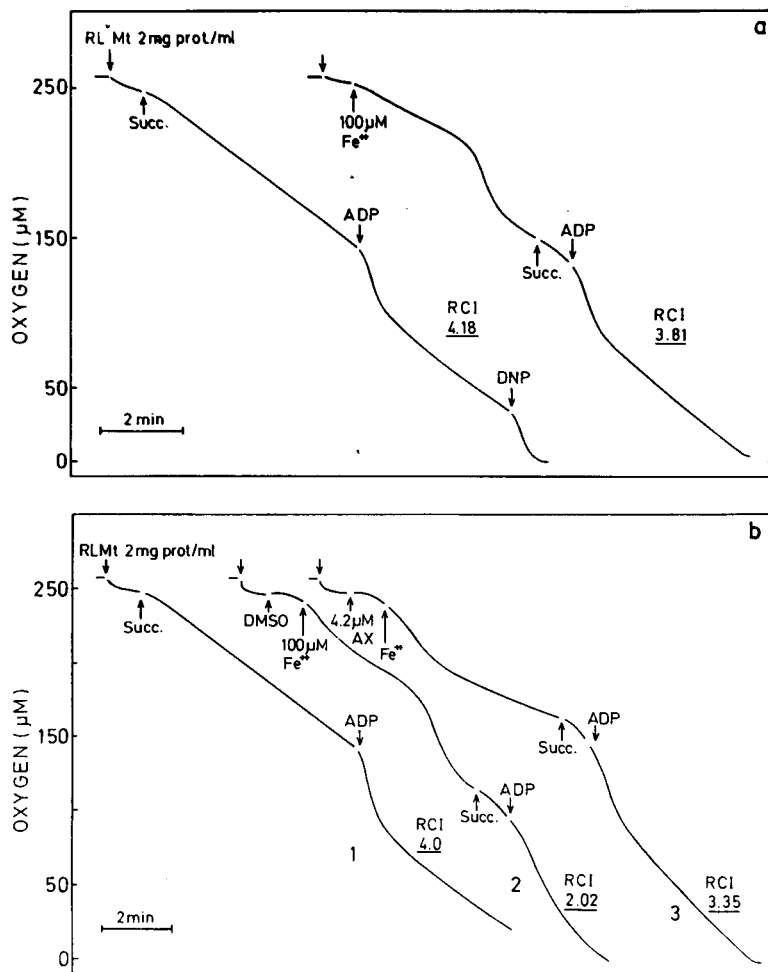 a
RL Mt 2mg prot./ml
250
Succ.
100µM
Fe++
ADP
150
Succ.
ADP
OXYGEN (µM)
RCI
4.18
RCI
3.81
DNP
50
2 min
0
b
RLMt 2mg prot/ml
250
Succ.
DMSO
100µM
Fe++
4.2µM
AX
Fe++
ADP
150
Succ.
ADP
Succ.
ADP
OXYGEN (µM)
RCI
4.0
1
2
RCI
2.02
3
RCI
3.35
50
2min
0